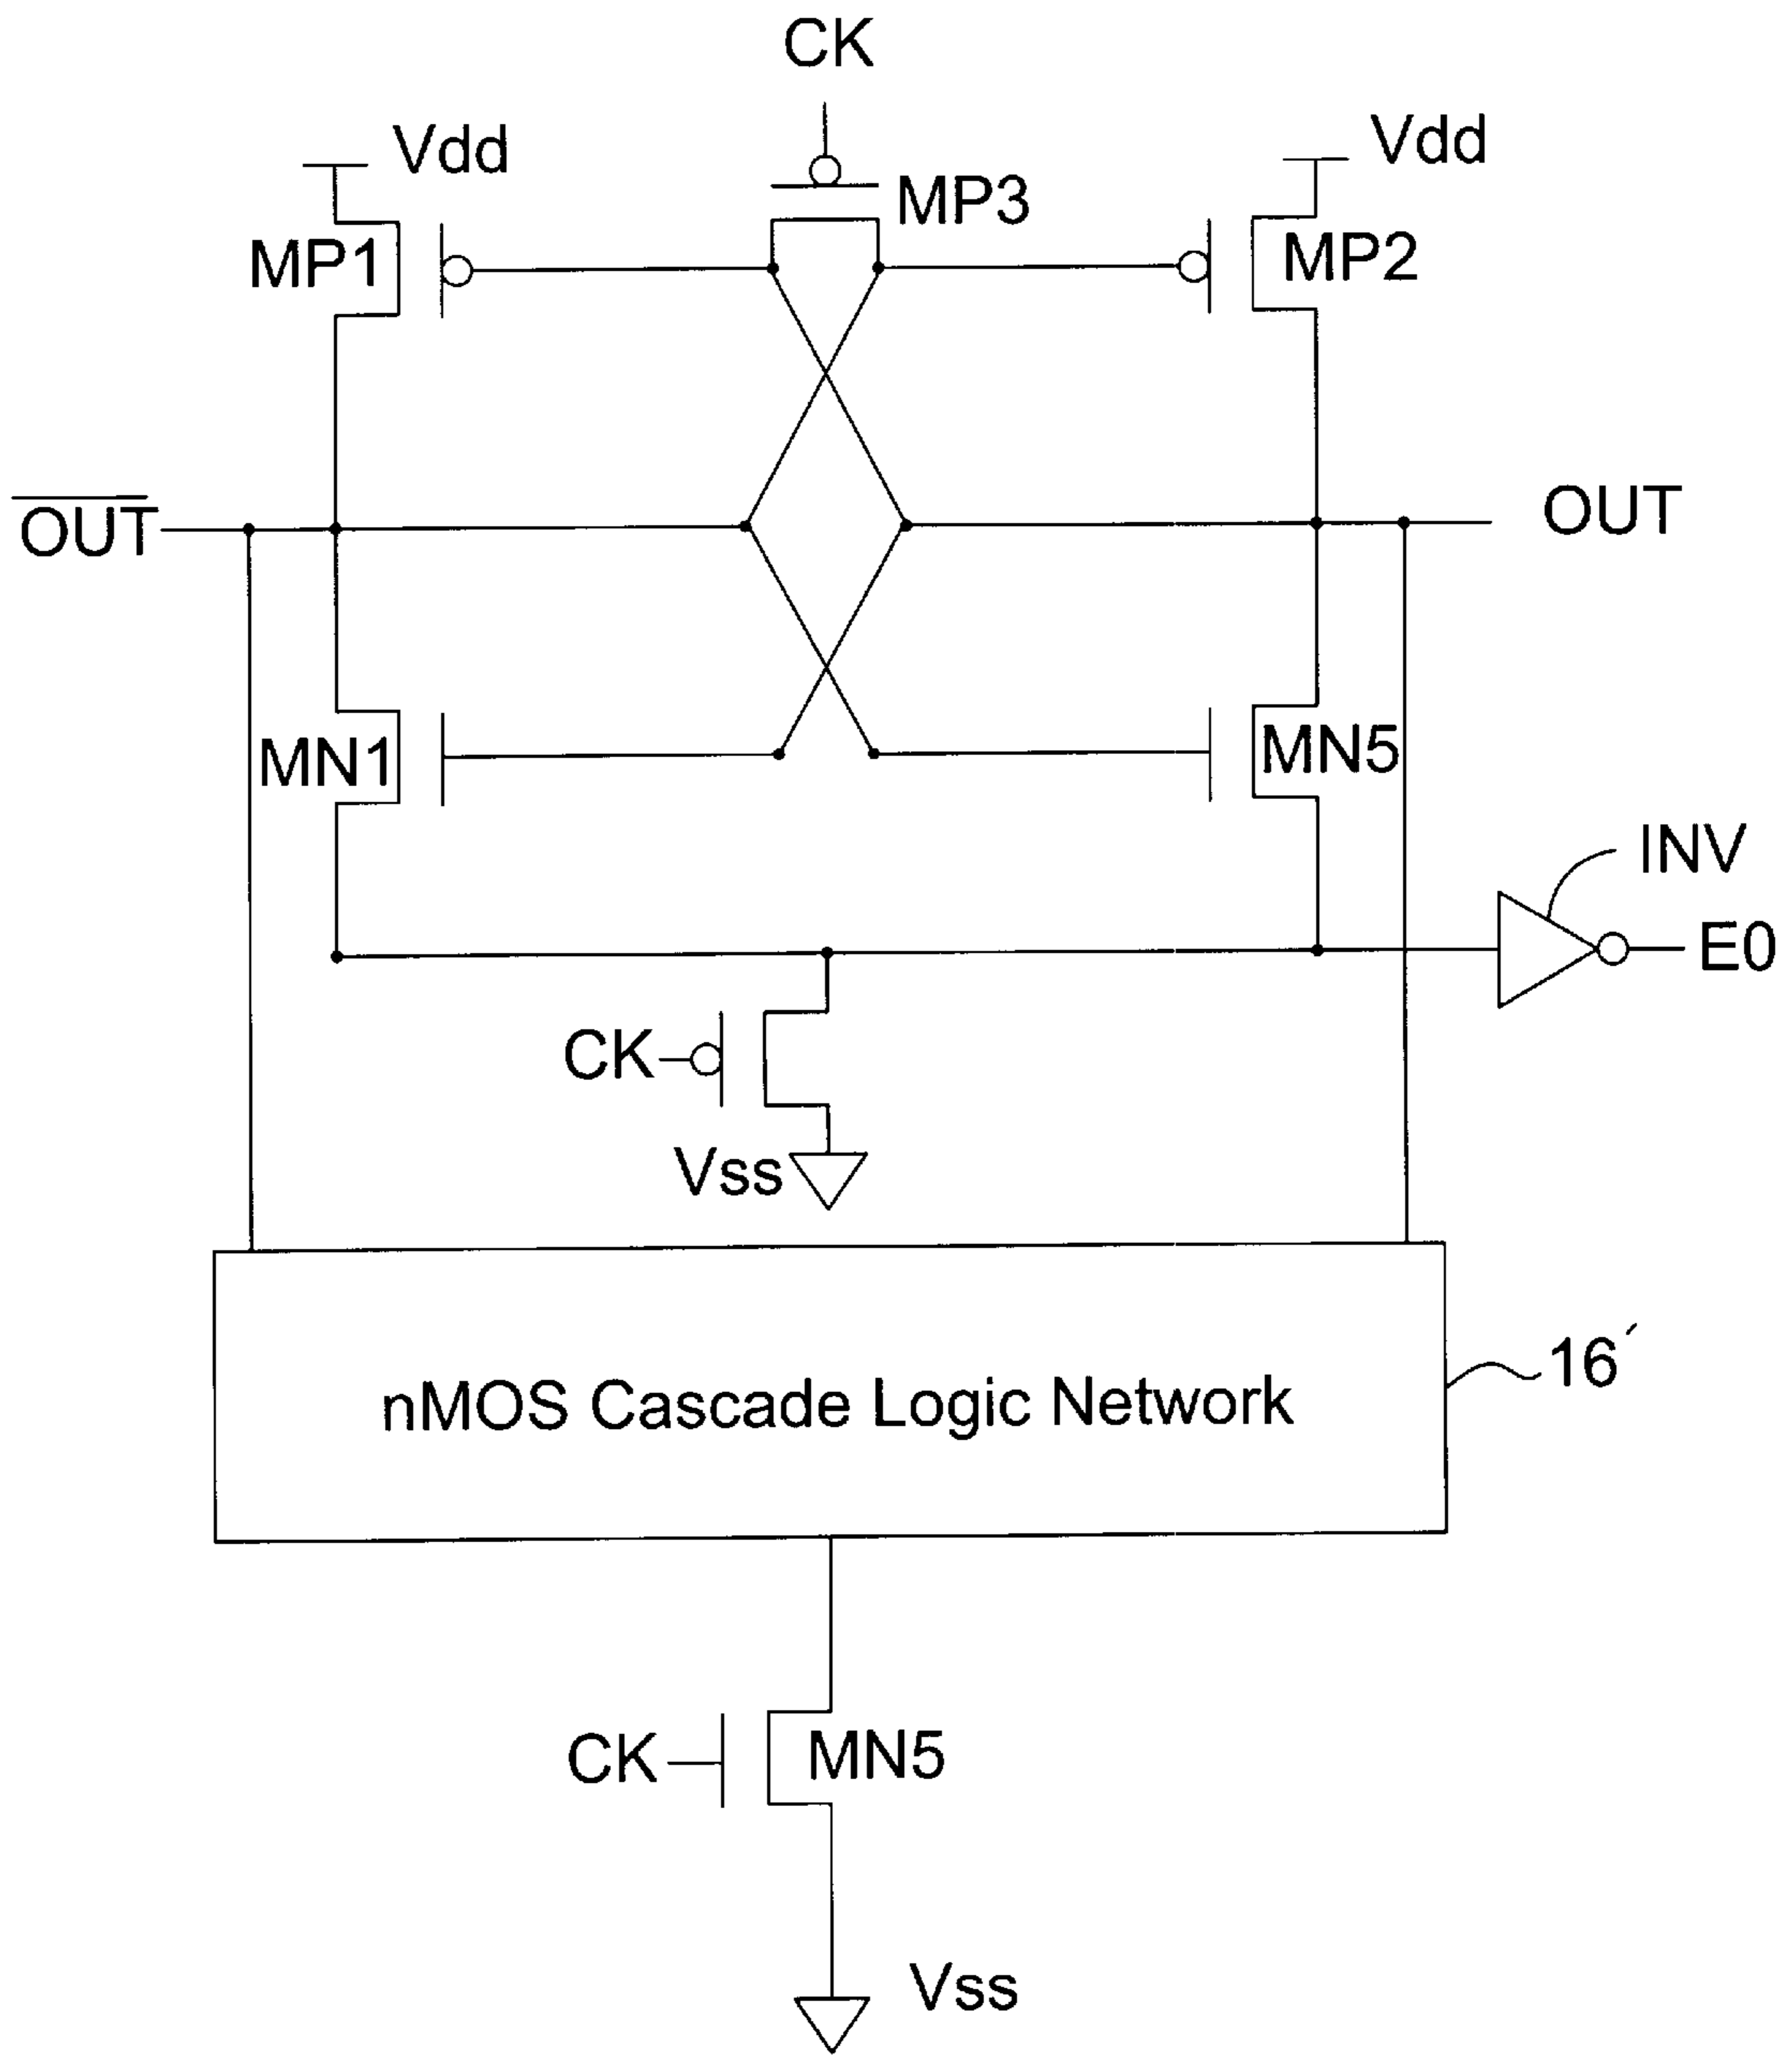 CK
Vdd
Vdd
MP3
MP1
MP2
OUT
OUT
MN1
MN5
INV
E0
CK
Vss
16´
nMOS Cascade Logic Network
CK
MN5
Vss